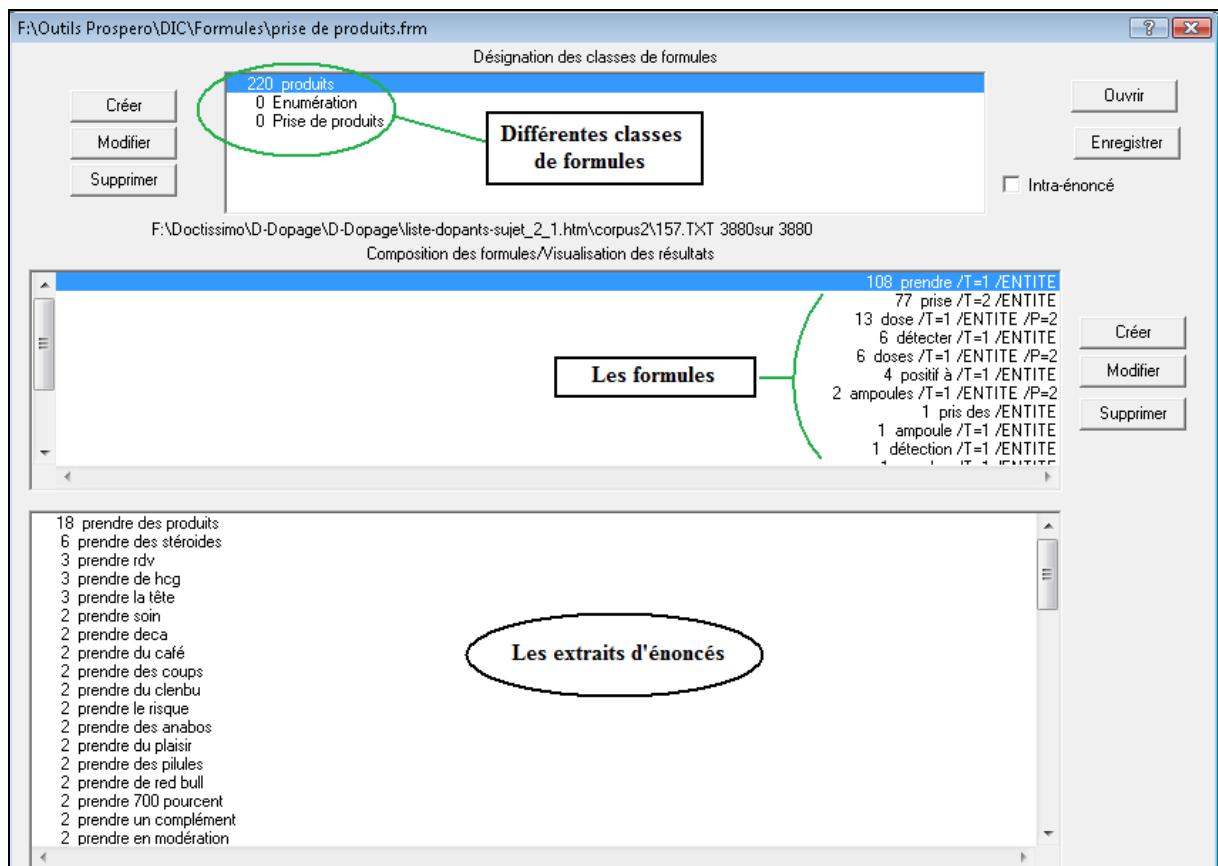 F:\Outils Prospero\DIC\Formules\prise de produits.frm
Désignation des classes de formules
Créer
Modifier
Supprimer
220 produits
0 Enumération
0 Prise de produits
Différentes classes
de formules
Ouvrir
Enregistrer
Intra-énoncé
F:\Doctissimo\D-Dopage\D-Dopage\liste-dopants-sujet_2_1.htm\corpus2\157.TXT 3880sur 3880
Composition des formules/Visualisation des résultats
108 prendre /T=1 /ENTITE
77 prise /T=2 /ENTITE
13 dose /T=1 /ENTITE /P=2
6 détecter /T=1 /ENTITE
6 doses /T=1 /ENTITE /P=2
4 positif à /T=1 /ENTITE
2 ampoules /T=1 /ENTITE /P=2
1 pris des /ENTITE
1 ampoule /T=1 /ENTITE
1 détection /T=1 /ENTITE
Les formules
Créer
Modifier
Supprimer
18 prendre des produits
6 prendre des stéroides
3 prendre rdv
3 prendre de hcg
3 prendre la tête
2 prendre soin
2 prendre deca
2 prendre du café
2 prendre des coups
2 prendre du clenbu
2 prendre le risque
2 prendre des anabos
2 prendre du plaisir
2 prendre des pilules
2 prendre de red bull
2 prendre 700 pourcent
2 prendre un complément
2 prendre en modération
Les extraits d'énoncés